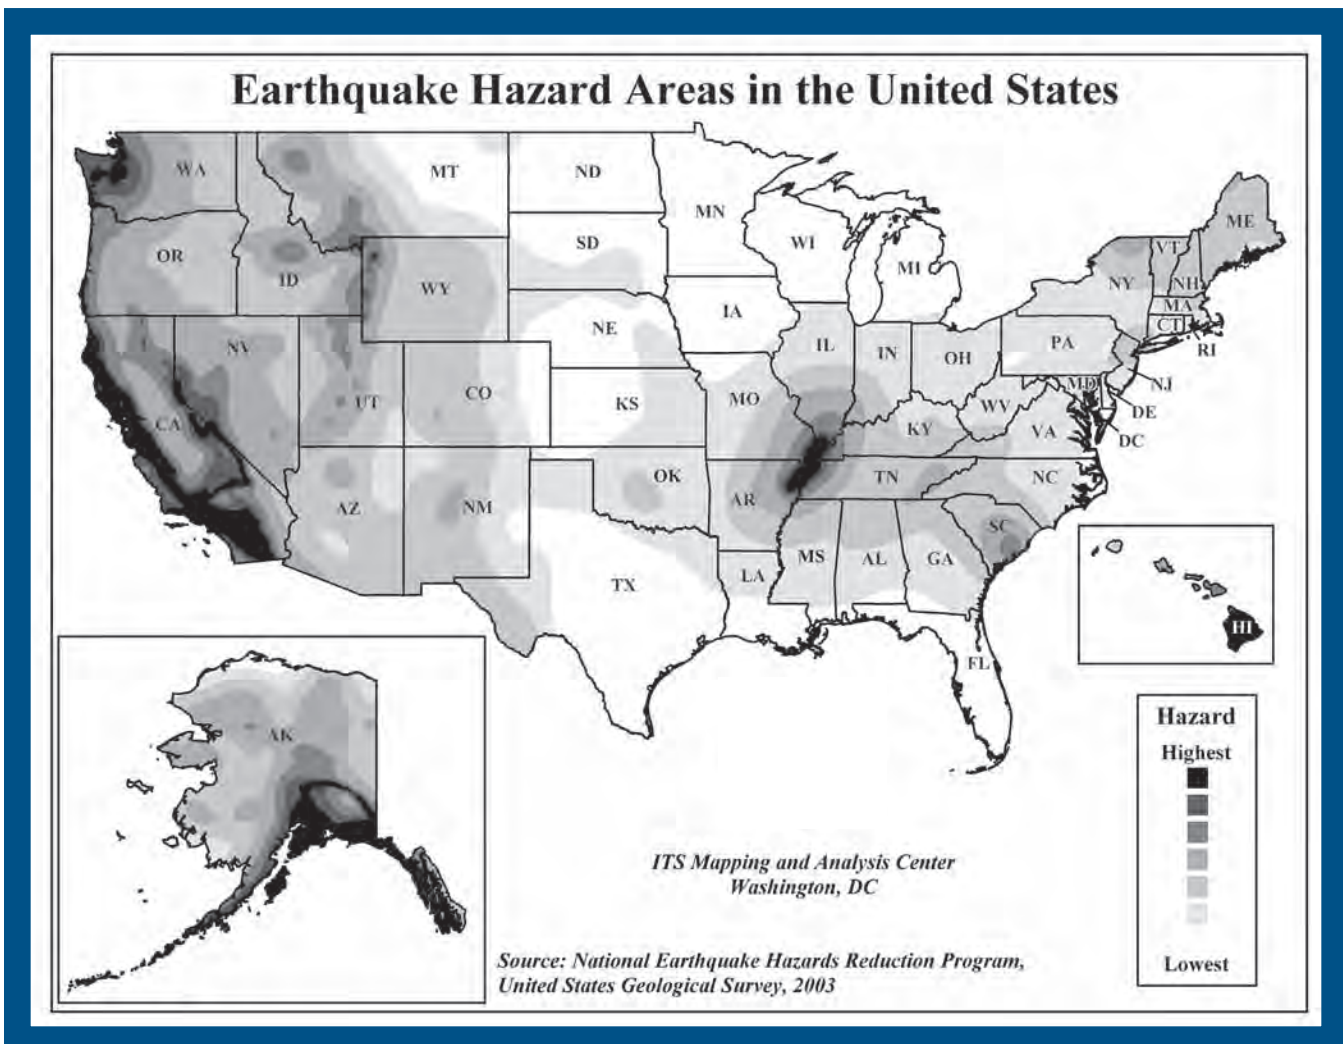 Earthquake Hazard Areas in the United States
WA
MT
ND
MN
ME
OR
ID
WY
SD
WI
MI
VT
NH
NY
MA
CT
RI
NV
UT
CO
NE
IA
IL
IN
OH
PA
NJ
CA
KS
MO
KY
WV
MD
DE
VA
DC
AZ
NM
OK
AR
TN
NC
SC
TX
LA
MS
AL
GA
FL
AK
HI
Hazard
Highest
Lowest
ITS Mapping and Analysis Center
Washington, DC
Source: National Earthquake Hazards Reduction Program,
United States Geological Survey, 2003